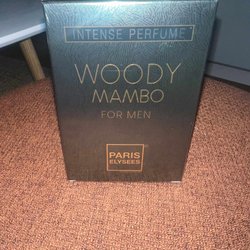 INTENSE PERFUME
WOODY
MAMBO
FOR MEN
PARIS
ELYSEES